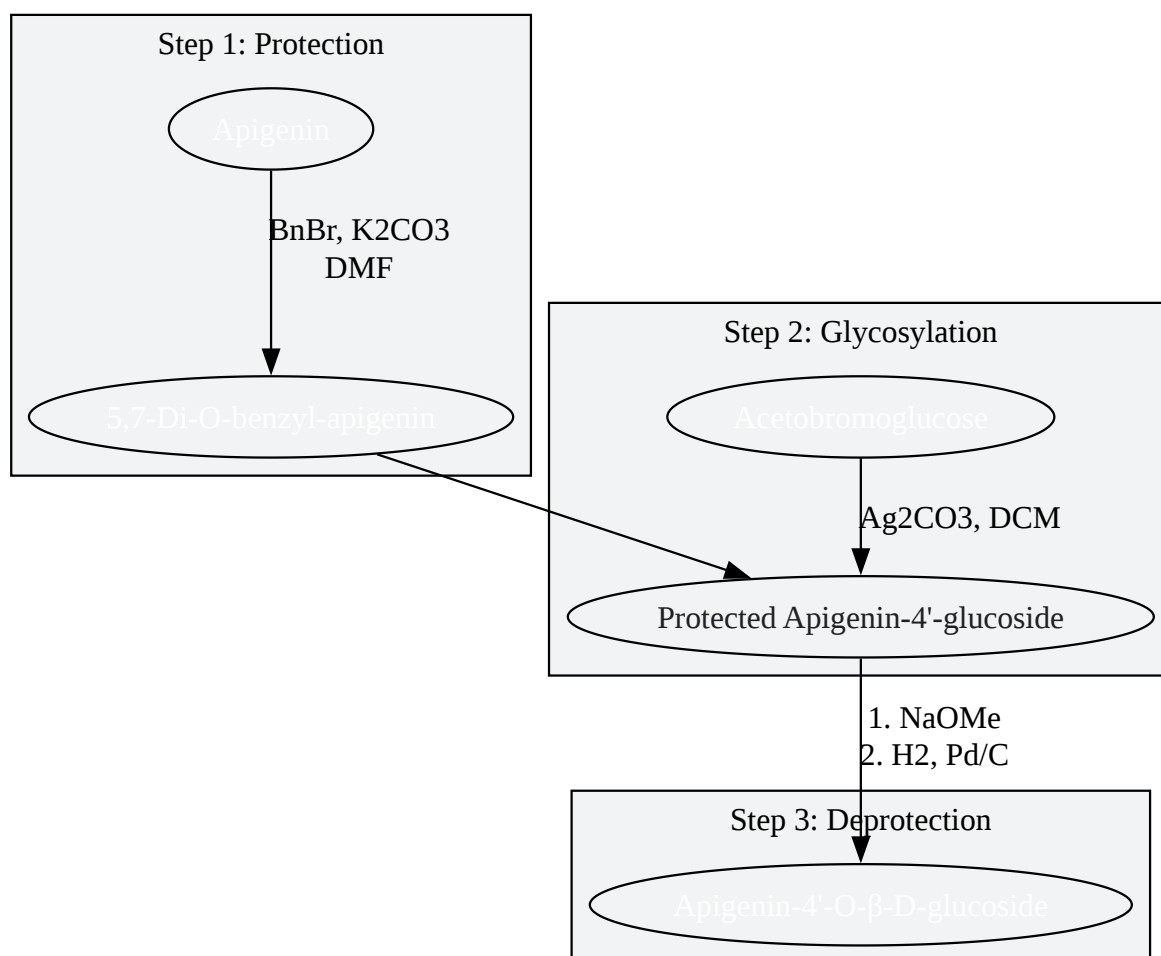 Step 1: Protection
Apigenin
BnBr, K2CO3
DMF
5,7-Di-O-benzyl-apigenin
Step 2: Glycosylation
Acetobromoglucose
Ag2CO3, DCM
Protected Apigenin-4'-glucoside
1. NaOMe
2. H2, Pd/C
Step 3: Deprotection
Apigenin-4'-O-β-D-glucoside